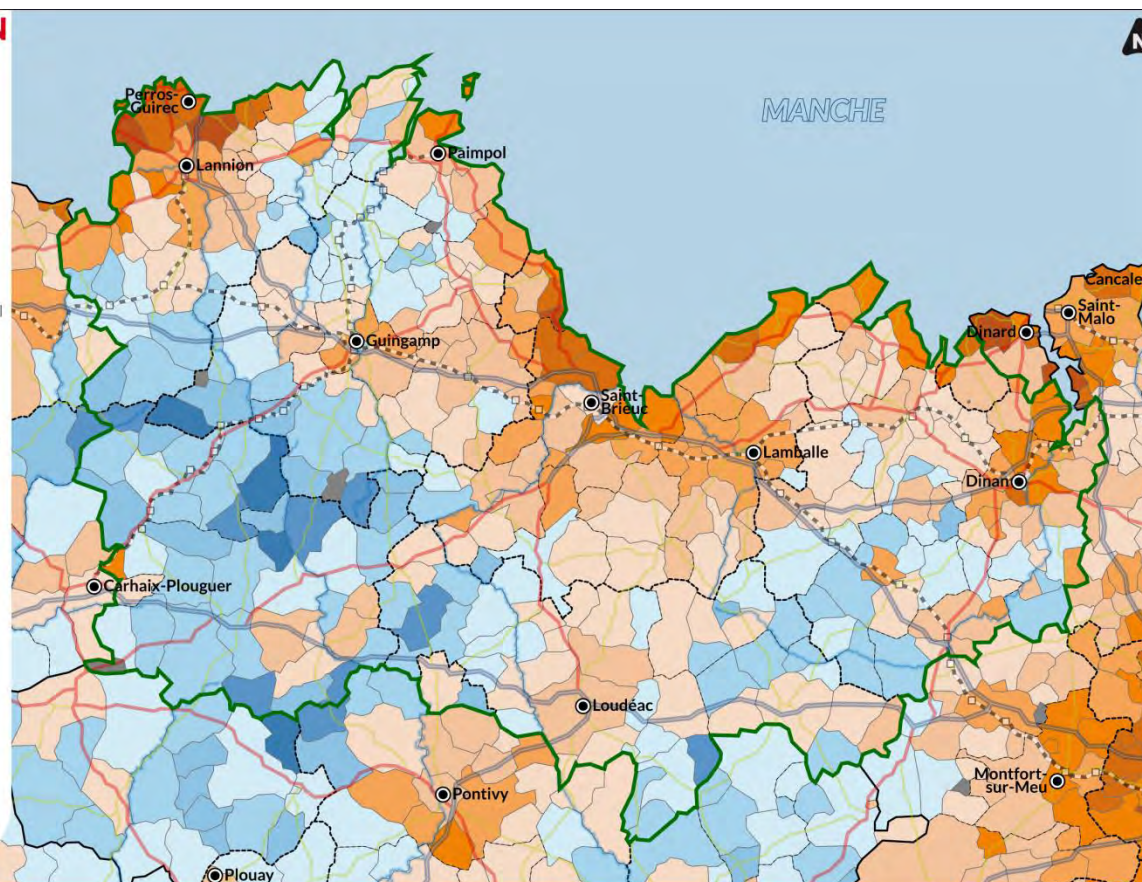 N
N
MANCHE
Perros-
Guirec
Lannion
Paimpol
Cancale
Saint-
Malo
Dinard
Guingamp
Saint-
Brieuc
Lamballe
Dinan
Carhaix-Plouguer
Loudéac
Montfort-
sur-Meu
Pontivy
Plouay